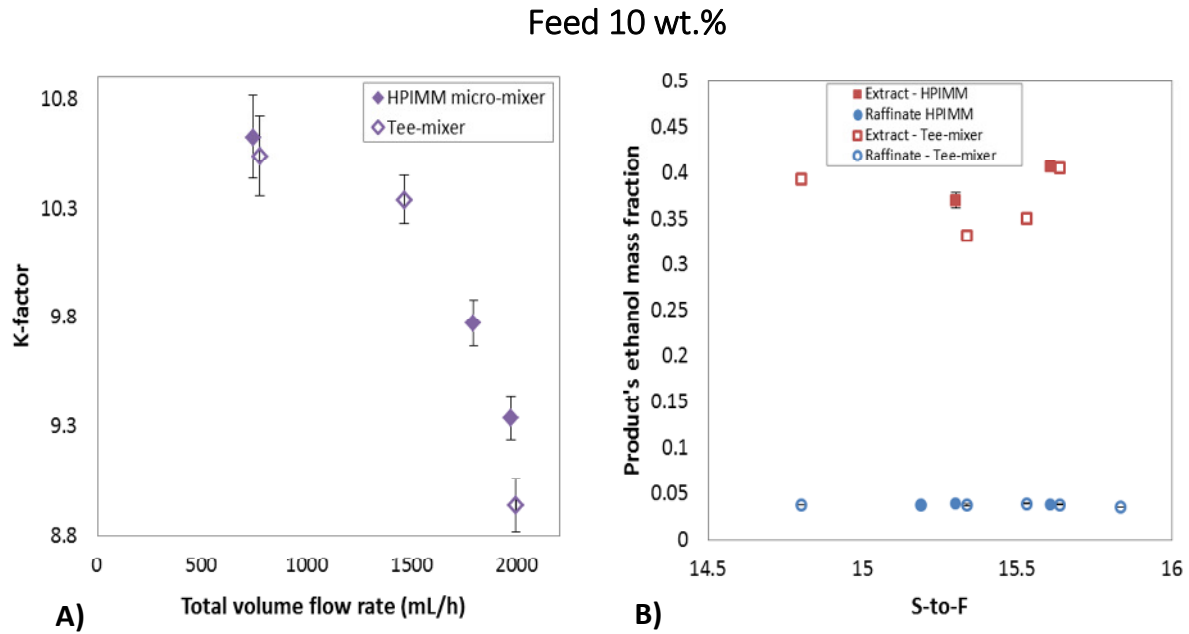 Feed 10 wt.%
K-factor
10.8
10.3
9.8
9.3
8.8
0 500 1000 1500 2000
HPIMM micro-mixer
Tee-mixer
Total volume flow rate (mL/h)
A)
Product's ethanol mass fraction
0.5
0.45
0.4
0.35
0.3
0.25
0.2
0.15
0.1
0.05
0
14.5 15 15.5 16
Extract - HPIMM
Raffinate HPIMM
Extract - Tee-mixer
Raffinate - Tee-mixer
S-to-F
B)